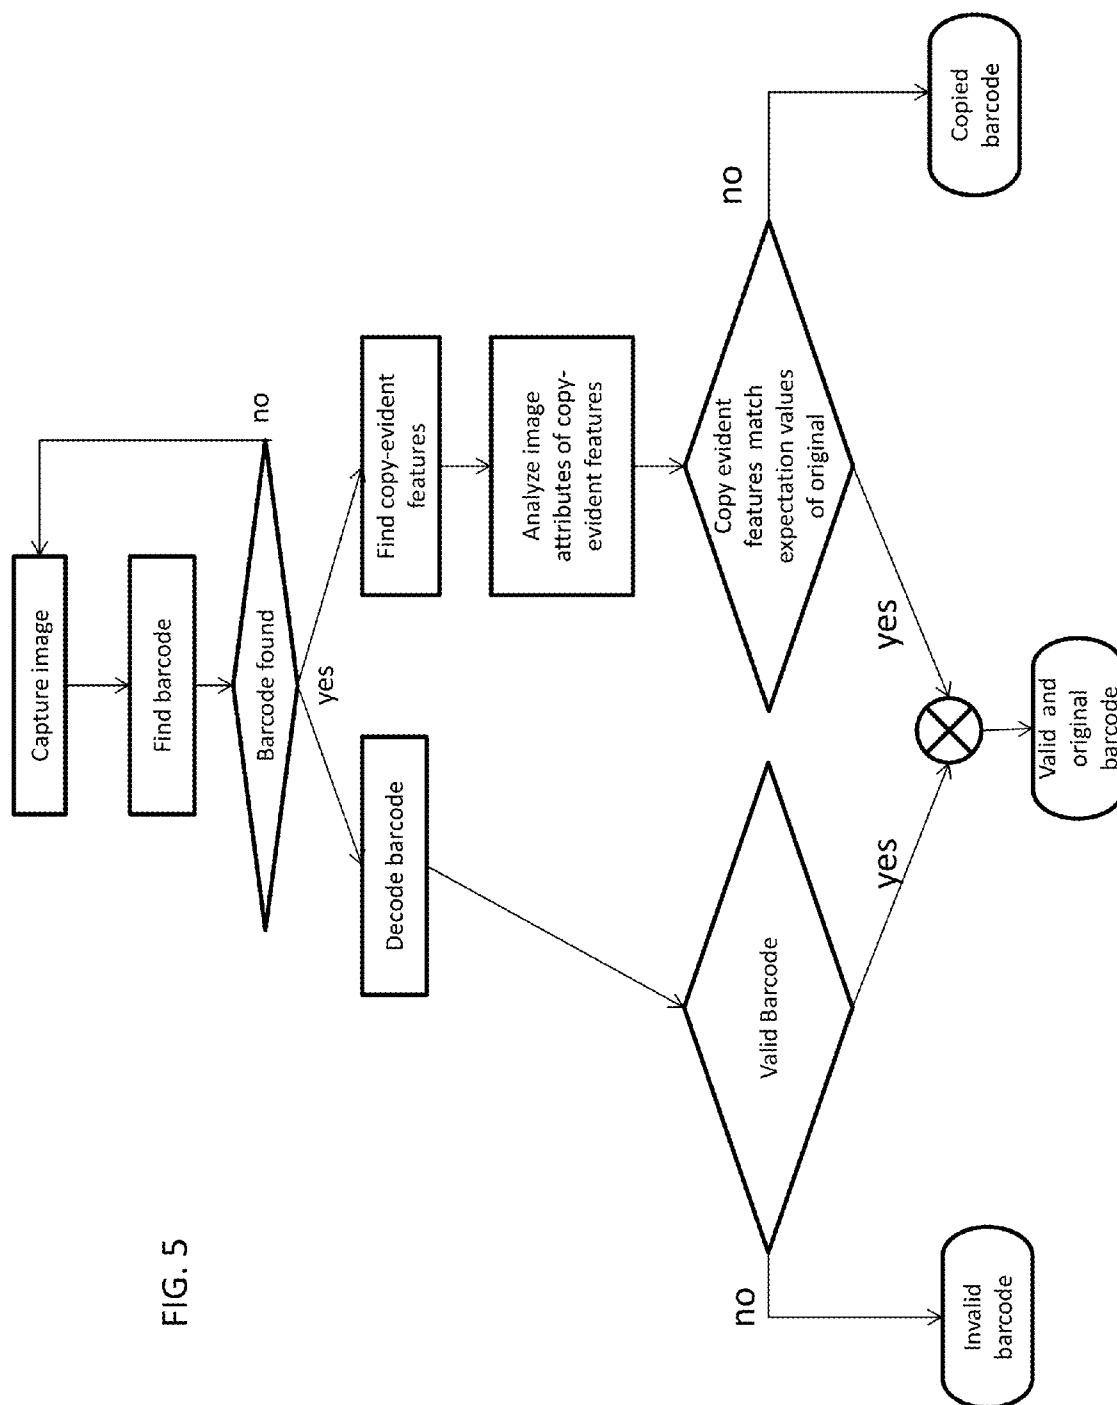 FIG. 5
Capture image
Find barcode
Barcode found
no
yes
Decode barcode
Find copy-evident
features
Analyze image
attributes of copy-
evident features
Valid Barcode
Copy evident
features match
expectation values
of original
no
yes
yes
no
Invalid
barcode
Valid and
original
barcode
Copied
barcode